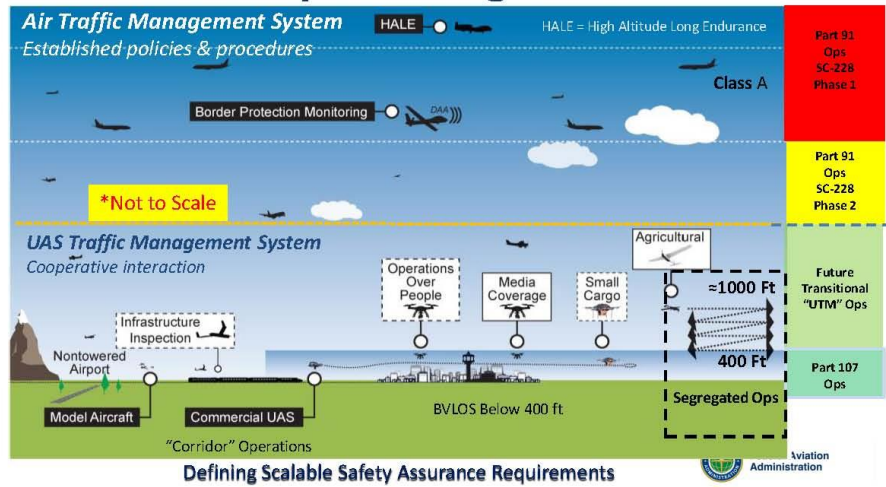 Air Traffic Management System
Established policies & procedures
HALE
HALE = High Altitude Long Endurance
Part 91
Ops
SC-228
Phase 1
Class A
Border Protection Monitoring
DAA
Part 91
Ops
SC-228
Phase 2
*Not to Scale
UAS Traffic Management System
Cooperative interaction
Agricultural
Operations
Over
People
Media
Coverage
Small
Cargo
≈1000 Ft
Future
Transitional
"UTM" Ops
Infrastructure
Inspection
Nontowered
Airport
400 Ft
Part 107
Ops
Model Aircraft
Commercial UAS
BVLOS Below 400 ft
Segregated Ops
"Corridor" Operations
Defining Scalable Safety Assurance Requirements
Aviation
Administration